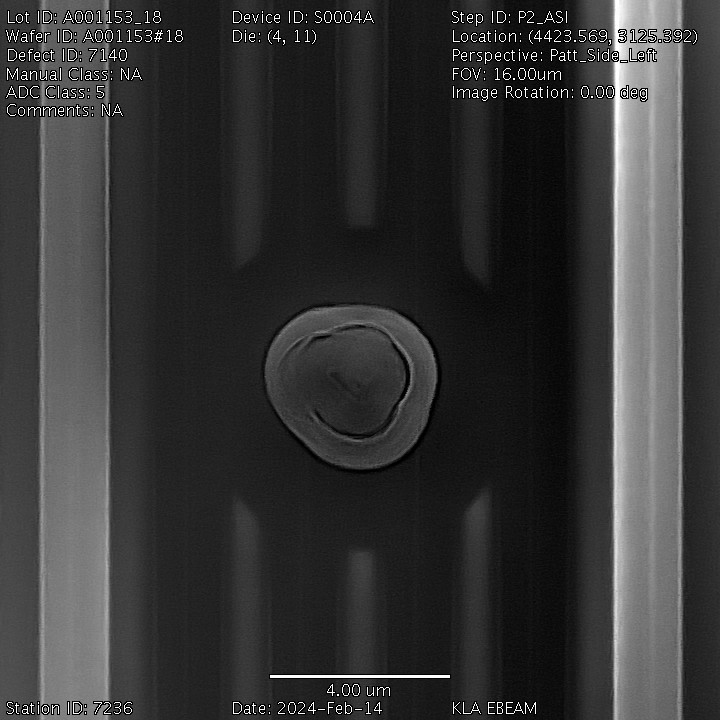 Lot ID: A001153_18
Wafer ID: A001153#18
Defect ID: 7140
Manual Class: NA
ADC Class: 5
Comments: NA
Device ID: S0004A
Die: (4, 11)
Step ID: P2_ASI
Location: (4423.569, 3125.392)
Perspective: Patt_Side_Left
FOV: 16.00um
Image Rotation: 0.00 deg
4.00 um
Station ID: 7236
Date: 2024-Feb-14
KLA EBEAM